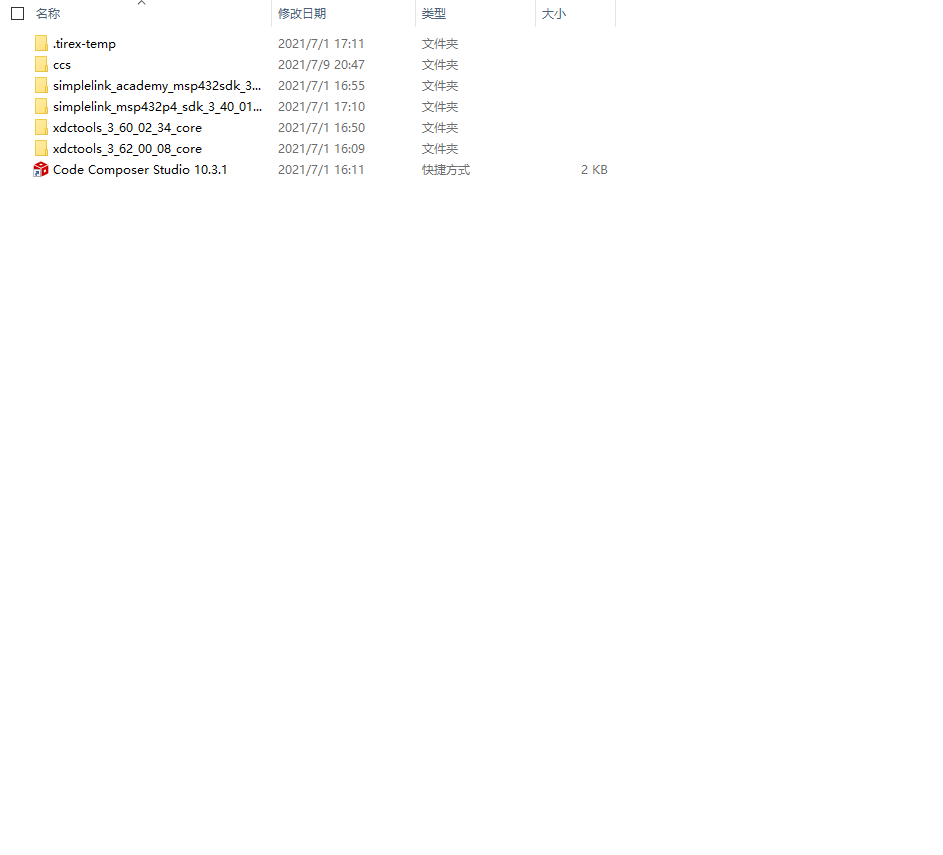 名称 修改日期 类型 大小
.tirex-temp 2021/7/1 17:11 文件夹
ccs 2021/7/9 20:47 文件夹
simplelink_academy_msp432sdk_3... 2021/7/1 16:55 文件夹
simplelink_msp432p4_sdk_3_40_01... 2021/7/1 17:10 文件夹
xdctools_3_60_02_34_core 2021/7/1 16:50 文件夹
xdctools_3_62_00_08_core 2021/7/1 16:09 文件夹
Code Composer Studio 10.3.1 2021/7/1 16:11 快捷方式 2 KB